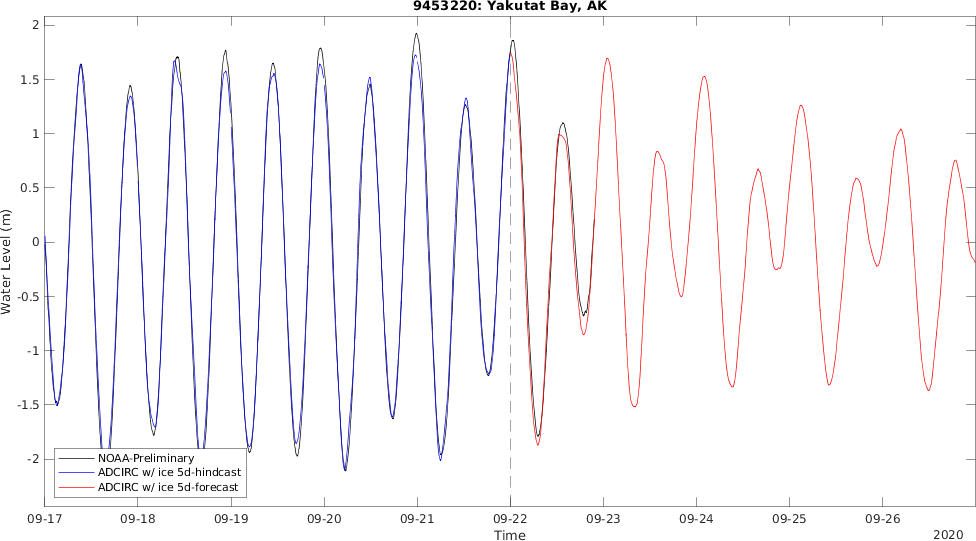 9453220: Yakutat Bay, AK
2
1.5
1
0.5
0
-0.5
-1
-1.5
-2
Water Level (m)
NOAA-Preliminary
ADCIRC w/ ice 5d-hindcast
ADCIRC w/ ice 5d-forecast
09-17 09-18 09-19 09-20 09-21 09-22 09-23 09-24 09-25 09-26
Time
2020